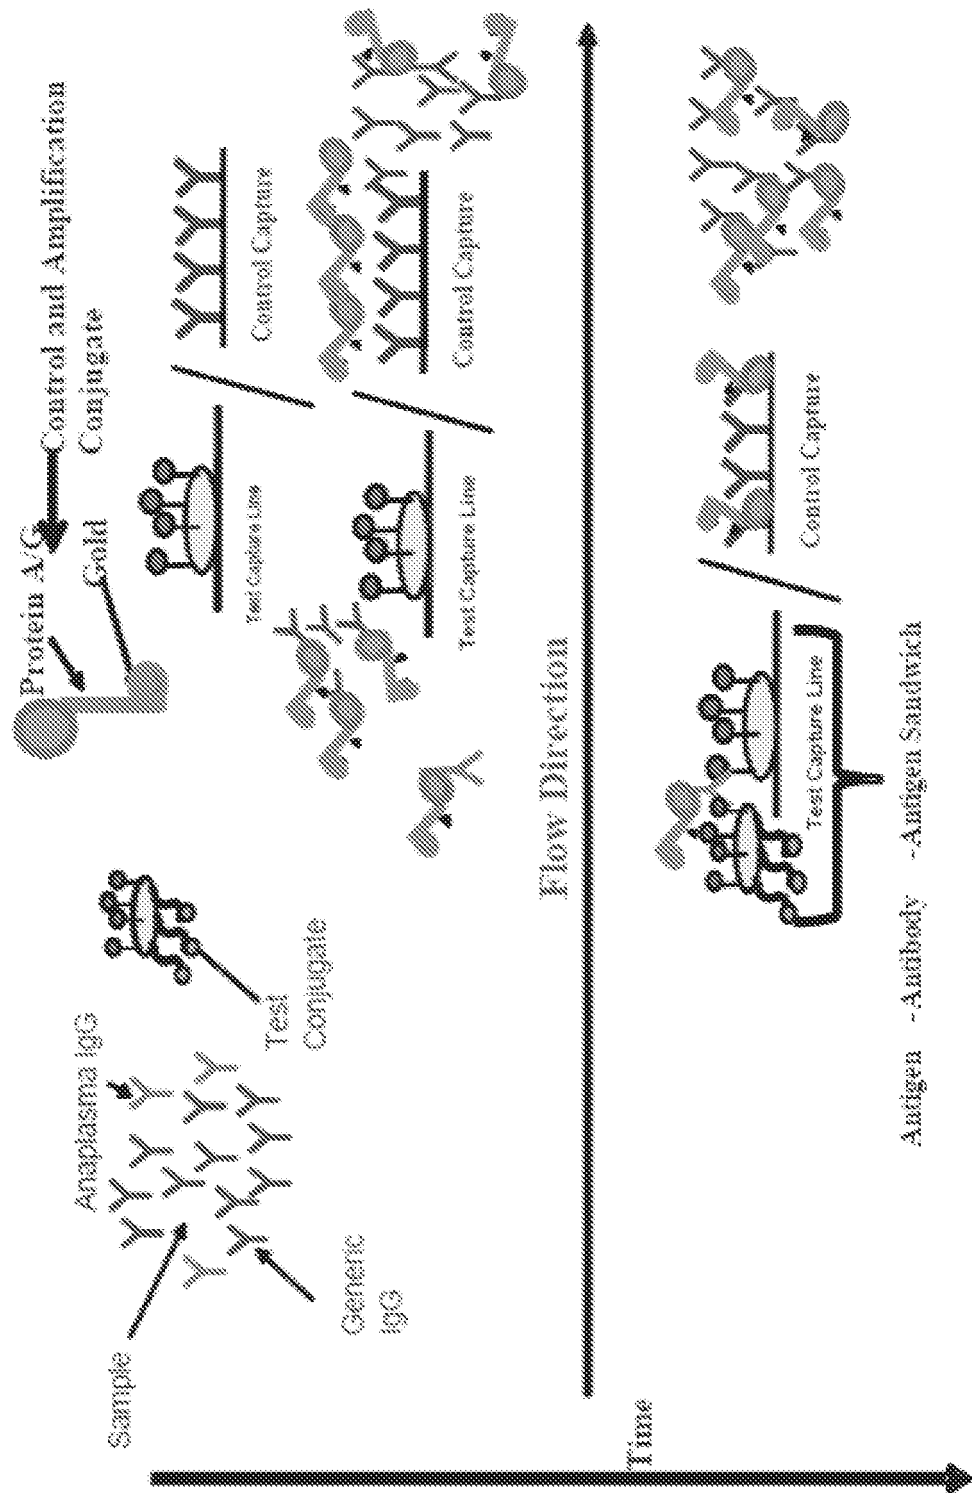 Protein A/G
Gold
Control and Amplification
Conjugate
Anaplasma IgG
Sample
Generic
IgG
Test
Conjugate
Test Capture Line
Control Capture
Test Capture Line
Control Capture
Flow Direction
Time
Test Capture Line
Control Capture
Antigen -Antibody -Antigen Sandwich